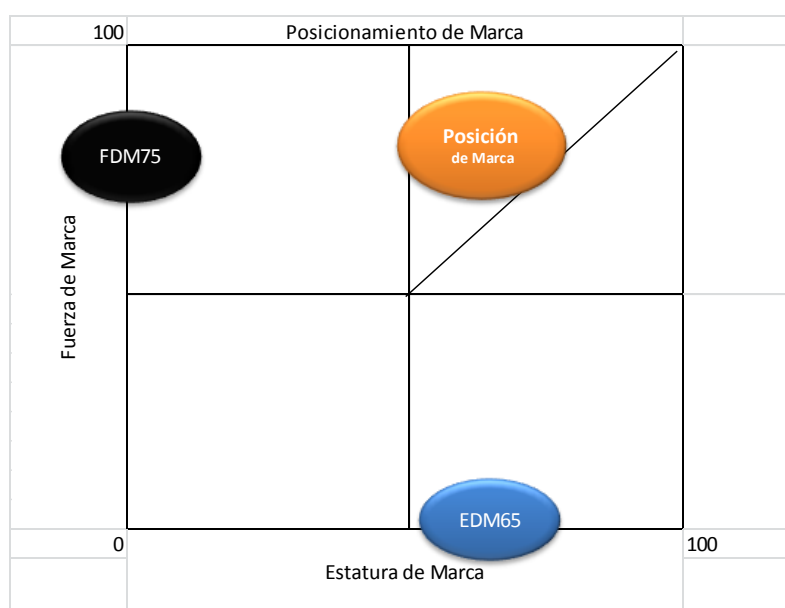 100
Posicionamiento de Marca
FDM75
Posición
de Marca
Fuerza de Marca
EDM65
0
100
Estatura de Marca